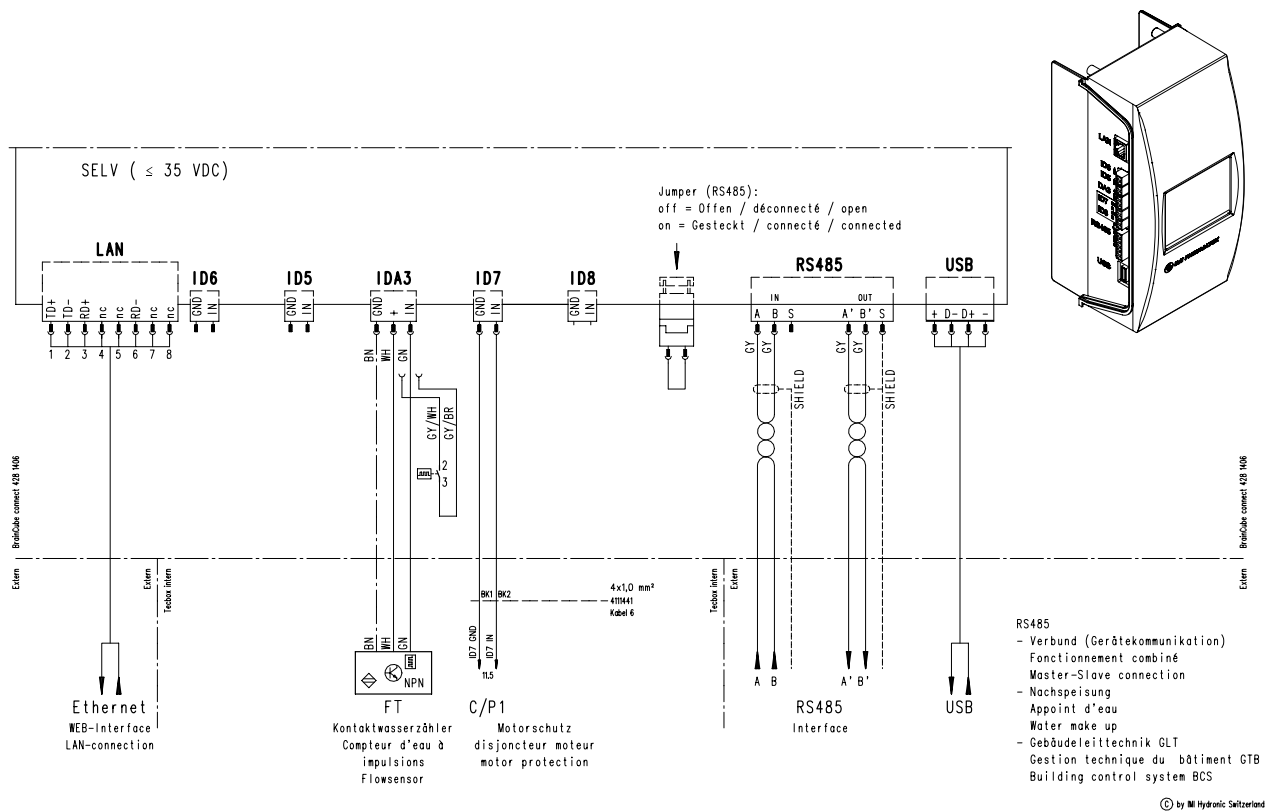 SELV ( ≤ 35 VDC)
Jumper (RS485):
off = Offen / déconnecté / open
on = Gesteckt / connecté / connected
LAN
ID6
ID5
IDA3
ID7
ID8
RS485
USB
TD+
TD-
RD+
nc
nc
RD-
nc
nc
GND
IN
GND
IN
GND
+
IN
GND
IN
GND
IN
IN
OUT
A B S
A' B' S
+ D- D+ -
1 2 3 4 5 6 7 8
BN
WH
GN
GY/WH
GY/BR
2
3
GY
GY
SHIELD
GY
GY
SHIELD
BrainCube connect 428 1406
BrainCube connect 428 1406
Extern
Extern
Tecbox intern
Tecbox intern
Extern
Extern
BK1
BK2
4x1,0 mm²
4111441
Kabel 6
ID7 GND
ID7 IN
11,5
BN
WH
GN
NPN
A B
A' B'
Ethernet
WEB-Interface
LAN-connection
FT
Kontaktwasserzähler
Compteur d'eau à
impulsions
Flowsensor
C/P1
Motorschutz
disjoncteur moteur
motor protection
RS485
Interface
USB
RS485
- Verbund (Gerätekommunikation)
Fonctionnement combiné
Master-Slave connection
- Nachspeisung
Appoint d'eau
Water make up
- Gebäudeleittechnik GLT
Gestion technique du bâtiment GTB
Building control system BCS
© by IMI Hydronic Switzerland
LAN
ID6
ID5
ID7
ID8
RS485
USB